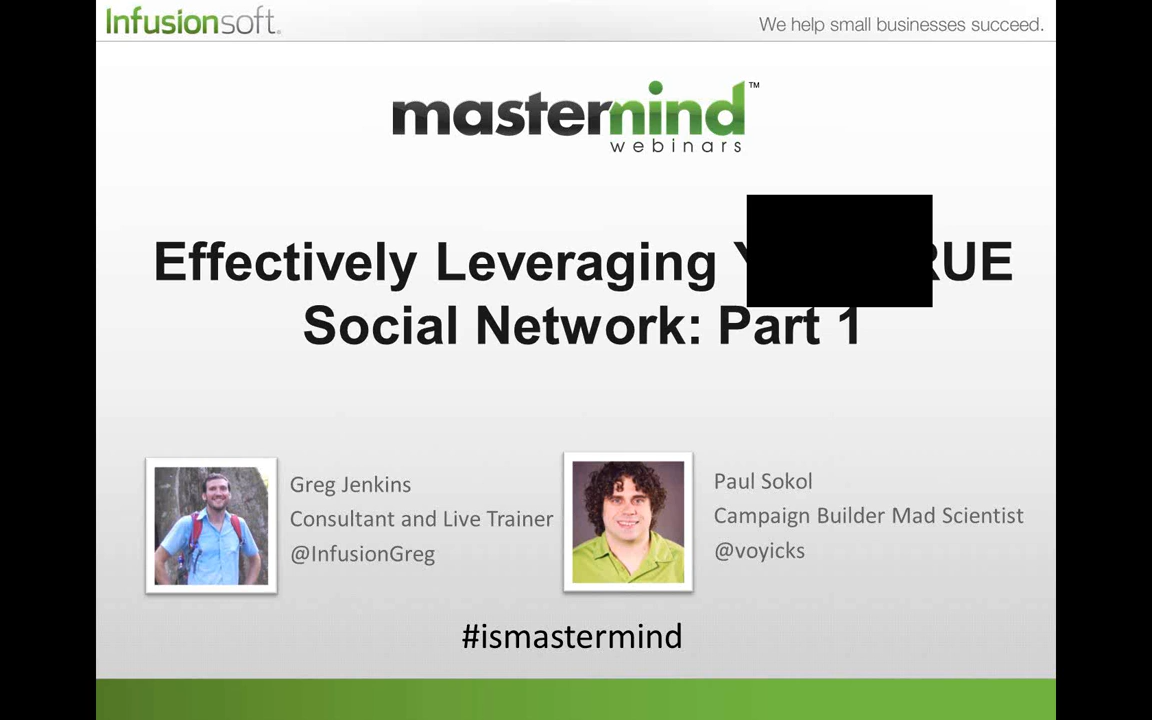 Infusionsoft.
We help small businesses succeed.
mastermind™
webinars
Effectively Leveraging
Social Network: Part 1
Greg Jenkins
Consultant and Live Trainer
@InfusionGreg
Paul Sokol
Campaign Builder Mad Scientist
@voyicks
#ismastermind